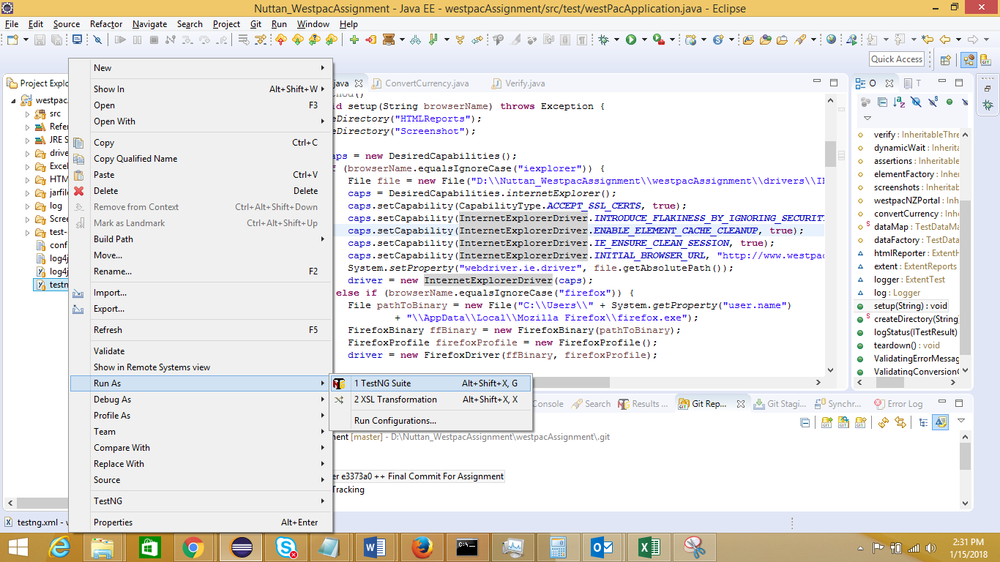 Nuttan_WestpacAssignment - Java EE - westpacAssignment/src/test/westPacApplication.java - Eclipse
File Edit Source Refactor Navigate Search Project Git Run Window Help
Quick Access
Project Explo
westpac
src
Refer
JRE S
drive
Excel
HTM
jarfile
log
Scree
test-o
confi
log4j
log4j
testn
New
Show In Alt+Shift+W
Open F3
Open With
Copy Ctrl+C
Copy Qualified Name
Paste Ctrl+V
Delete Delete
Remove from Context Ctrl+Alt+Shift+Down
Mark as Landmark Ctrl+Alt+Shift+Up
Build Path
Move...
Rename... F2
Import...
Export...
Refresh F5
Validate
Show in Remote Systems view
Run As
Debug As
Profile As
Team
Compare With
Replace With
Source
TestNG
Properties Alt+Enter
1 TestNG Suite Alt+Shift+X, G
2 XSL Transformation Alt+Shift+X, X
Run Configurations...
java ConvertCurrency.java Verify.java
id setup(String browserName) throws Exception {
eDirectory("HTMLReports");
eDirectory("Screenshot");
aps = new DesiredCapabilities();
f (browserName.equalsIgnoreCase("iexplorer")) {
File file = new File("D:\\Nuttan_WestpacAssignment\\westpacAssignment\\drivers\\IE
caps = DesiredCapabilities.internetExplorer();
caps.setCapability(CapabilityType.ACCEPT_SSL_CERTS, true);
caps.setCapability(InternetExplorerDriver.INTRODUCE_FLAKINESS_BY_IGNORING_SECURIT
caps.setCapability(InternetExplorerDriver.ENABLE_ELEMENT_CACHE_CLEANUP, true);
caps.setCapability(InternetExplorerDriver.IE_ENSURE_CLEAN_SESSION, true);
caps.setCapability(InternetExplorerDriver.INITIAL_BROWSER_URL, "http://www.westpac
System.setProperty("webdriver.ie.driver", file.getAbsolutePath());
driver = new InternetExplorerDriver(caps);
else if (browserName.equalsIgnoreCase("firefox")) {
File pathToBinary = new File("C:\\Users\\" + System.getProperty("user.name")
+ "\\AppData\\Local\\Mozilla Firefox\\firefox.exe");
FirefoxBinary ffBinary = new FirefoxBinary(pathToBinary);
FirefoxProfile firefoxProfile = new FirefoxProfile();
driver = new FirefoxDriver(ffBinary, firefoxProfile);
O T
verify : InheritableThre
dynamicWait : Inherita
assertions : Inheritable
elementFactory : Inher
screenshots : Inheritabl
westpacNZPortal : Inh
convertCurrency : Inher
dataMap : TestDataMa
dataFactory : TestData
htmlReporter : ExtentH
extent : ExtentReports
logger : ExtentTest
log : Logger
setup(String) : void
createDirectory(String)
logStatus(ITestResult)
teardown() : void
ValidatingErrorMessag
ValidatingConversionO
Console Search Results ... Git Rep... Git Stagi... Synchr... Error Log
ment [master] - D:\Nuttan_WestpacAssignment\westpacAssignment\.git
er e3373a0 ++ Final Commit For Assignment
Tracking
testng.xml - w
2:31 PM
1/15/2018